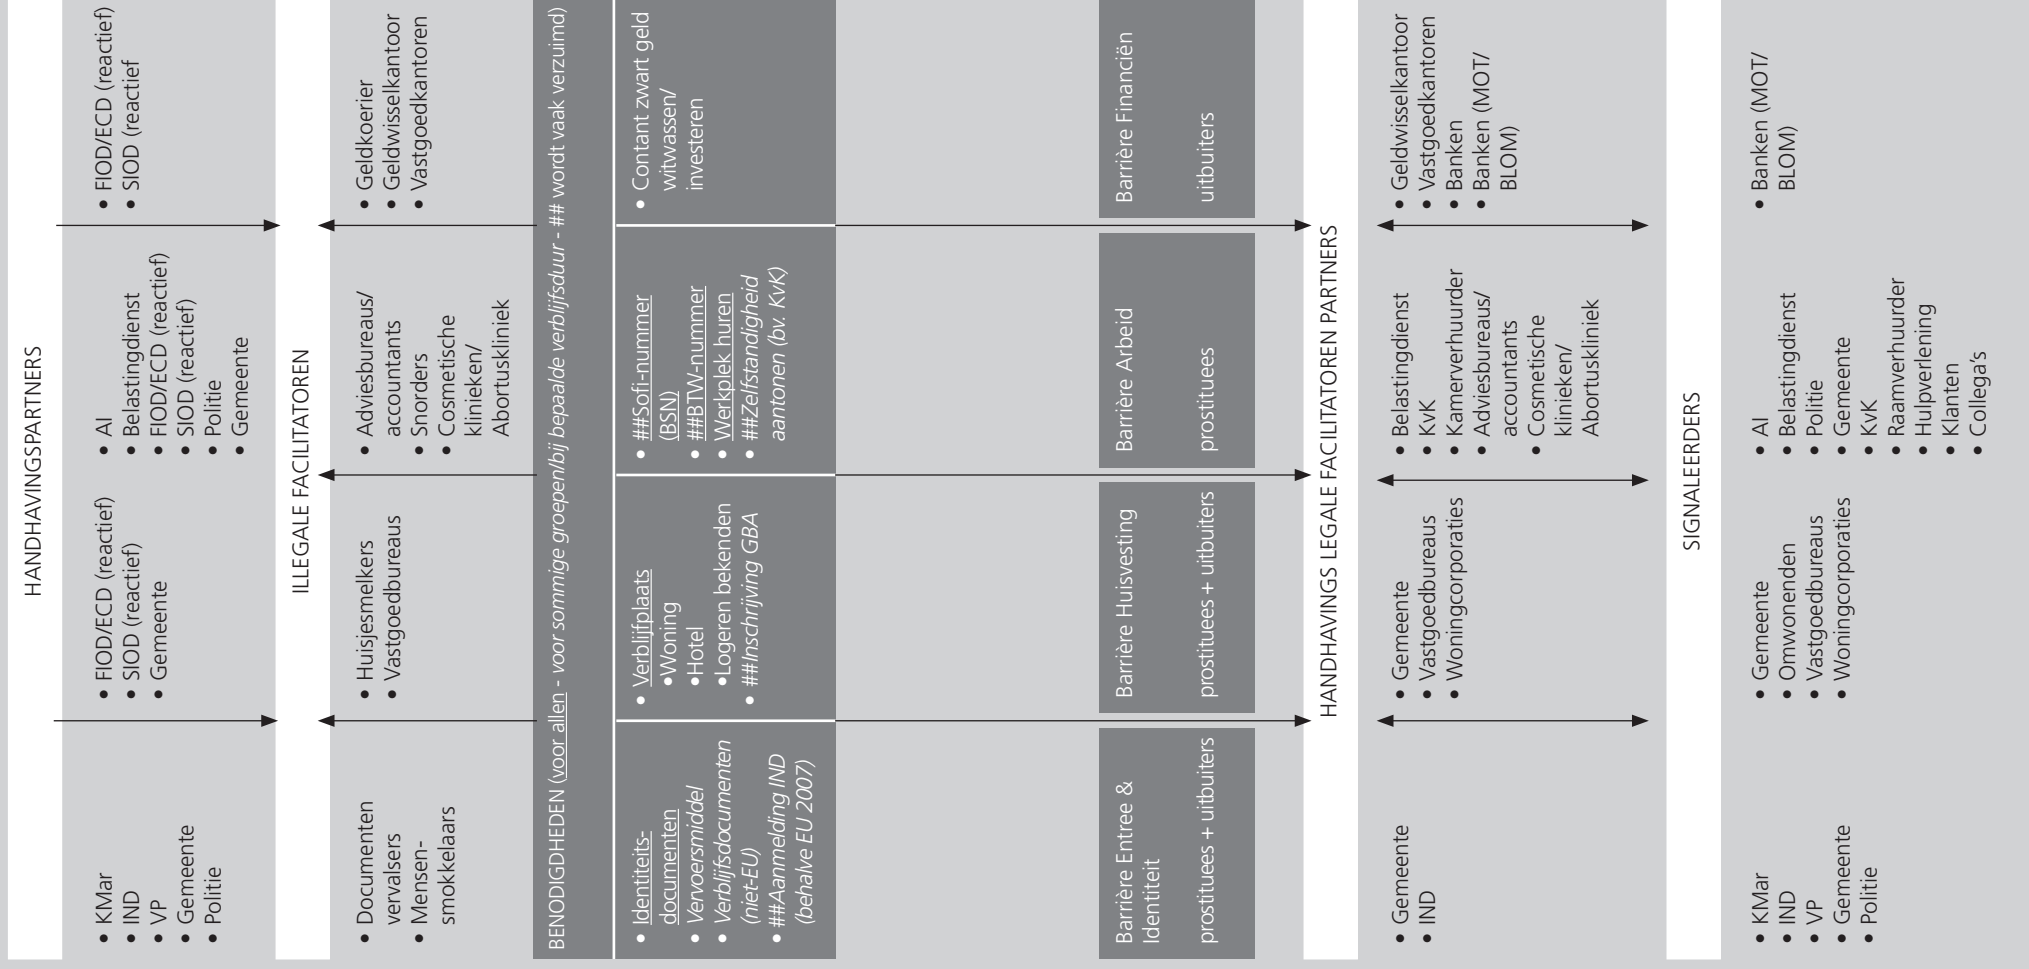 HANDHAVINGSPARTNERS
• KMar
• IND
• VP
• Gemeente
• Politie
• FIOD/ECD (reactief)
• SIOD (reactief)
• Gemeente
• AI
• Belastingdienst
• FIOD/ECD (reactief)
• SIOD (reactief)
• Politie
• Gemeente
• FIOD/ECD (reactief)
• SIOD (reactief
ILLEGALE FACILITATOREN
• Documenten
vervalsers
• Mensen-
smokkelaars
• Huisjesmelkers
• Vastgoedbureaus
• Adviesbureaus/
accountants
• Snorders
• Cosmetische
klinieken/
Abortuskliniek
• Geldkoerier
• Geldwisselkantoor
• Vastgoedkantoren
BENODIGDHEDEN (voor allen - voor sommige groepen/bij bepaalde verblijfsduur - ## wordt vaak verzuimd)
• Identiteits-
documenten
• Vervoersmiddel
• Verblijfsdocumenten
(niet-EU)
• ##Aanmelding IND
(behalve EU 2007)
• Verblijfplaats
•Woning
•Hotel
•Logeren bekenden
• ##Inschrijving GBA
• ##Sofi-nummer
(BSN)
• ##BTW-nummer
• Werkplek huren
• ##Zelfstandigheid
aantonen (bv. KvK)
• Contant zwart geld
witwassen/
investeren
Barrière Entree &
Identiteit
prostituees + uitbuiters
Barrière Huisvesting
prostituees + uitbuiters
Barrière Arbeid
prostituees
Barrière Financiën
uitbuiters
HANDHAVINGS LEGALE FACILITATOREN PARTNERS
• Gemeente
• IND
• Gemeente
• Vastgoedbureaus
• Woningcorporaties
• Belastingdienst
• KvK
• Kamerverhuurder
• Adviesbureaus/
accountants
• Cosmetische
klinieken/
Abortuskliniek
• Geldwisselkantoor
• Vastgoedkantoren
• Banken
• Banken (MOT/
BLOM)
SIGNALEERDERS
• KMar
• IND
• VP
• Gemeente
• Politie
• Gemeente
• Omwonenden
• Vastgoedbureaus
• Woningcorporaties
• AI
• Belastingdienst
• Politie
• Gemeente
• KvK
Raamverhuurder
• Hulpverlening
• Klanten
• Collega's
• Banken (MOT/
BLOM)